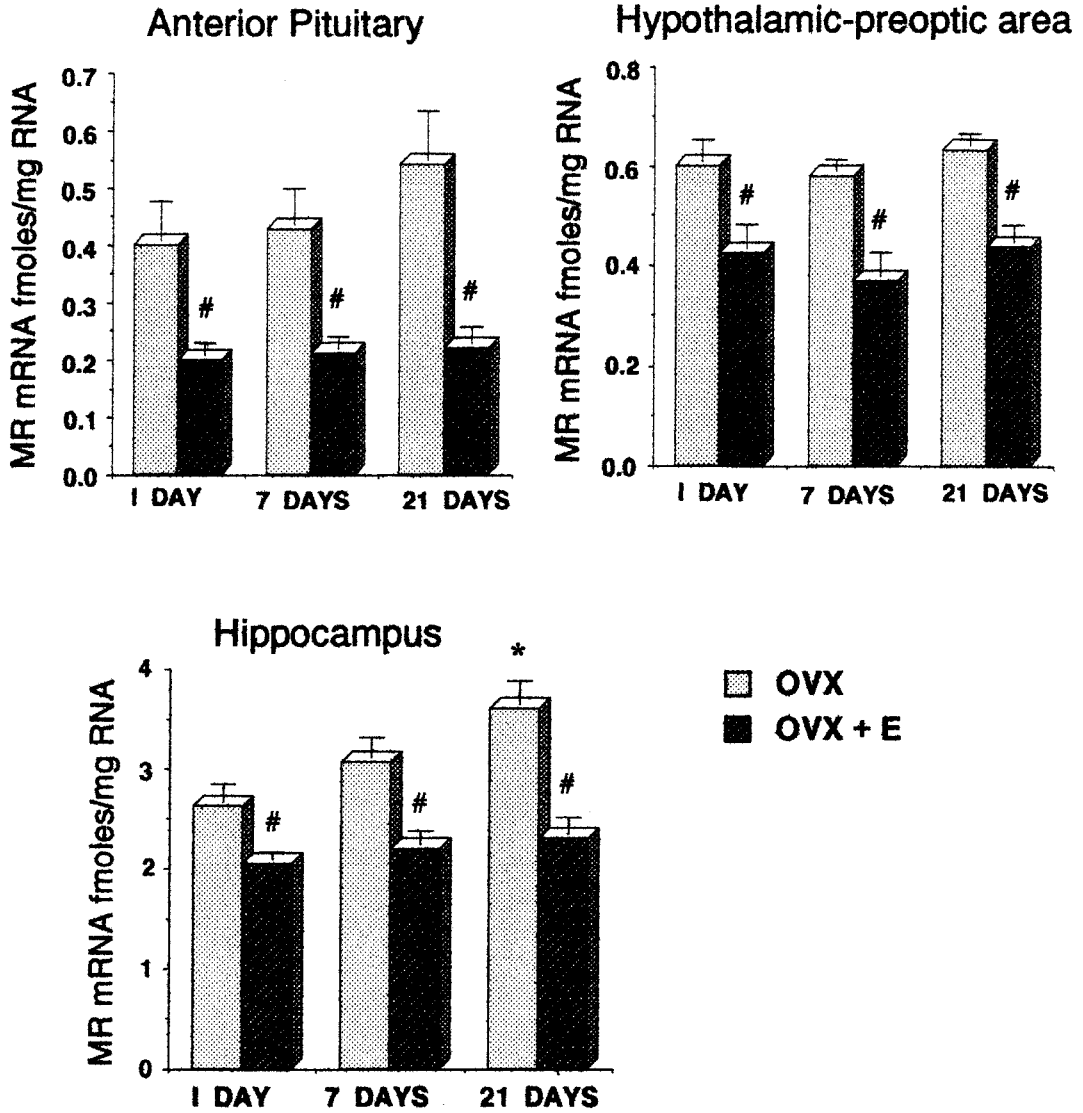 Anterior Pituitary
MR mRNA fmoles/mg RNA
0.7
0.6
0.5
0.4
0.3
0.2
0.1
0.0
#
#
#
I DAY
7 DAYS
21 DAYS
Hypothalamic-preoptic area
MR mRNA fmoles/mg RNA
0.8
0.6
0.4
0.2
0.0
#
#
#
I DAY
7 DAYS
21 DAYS
Hippocampus
MR mRNA fmoles/mg RNA
4
3
2
1
0
#
#
*
#
I DAY
7 DAYS
21 DAYS
OVX
OVX + E